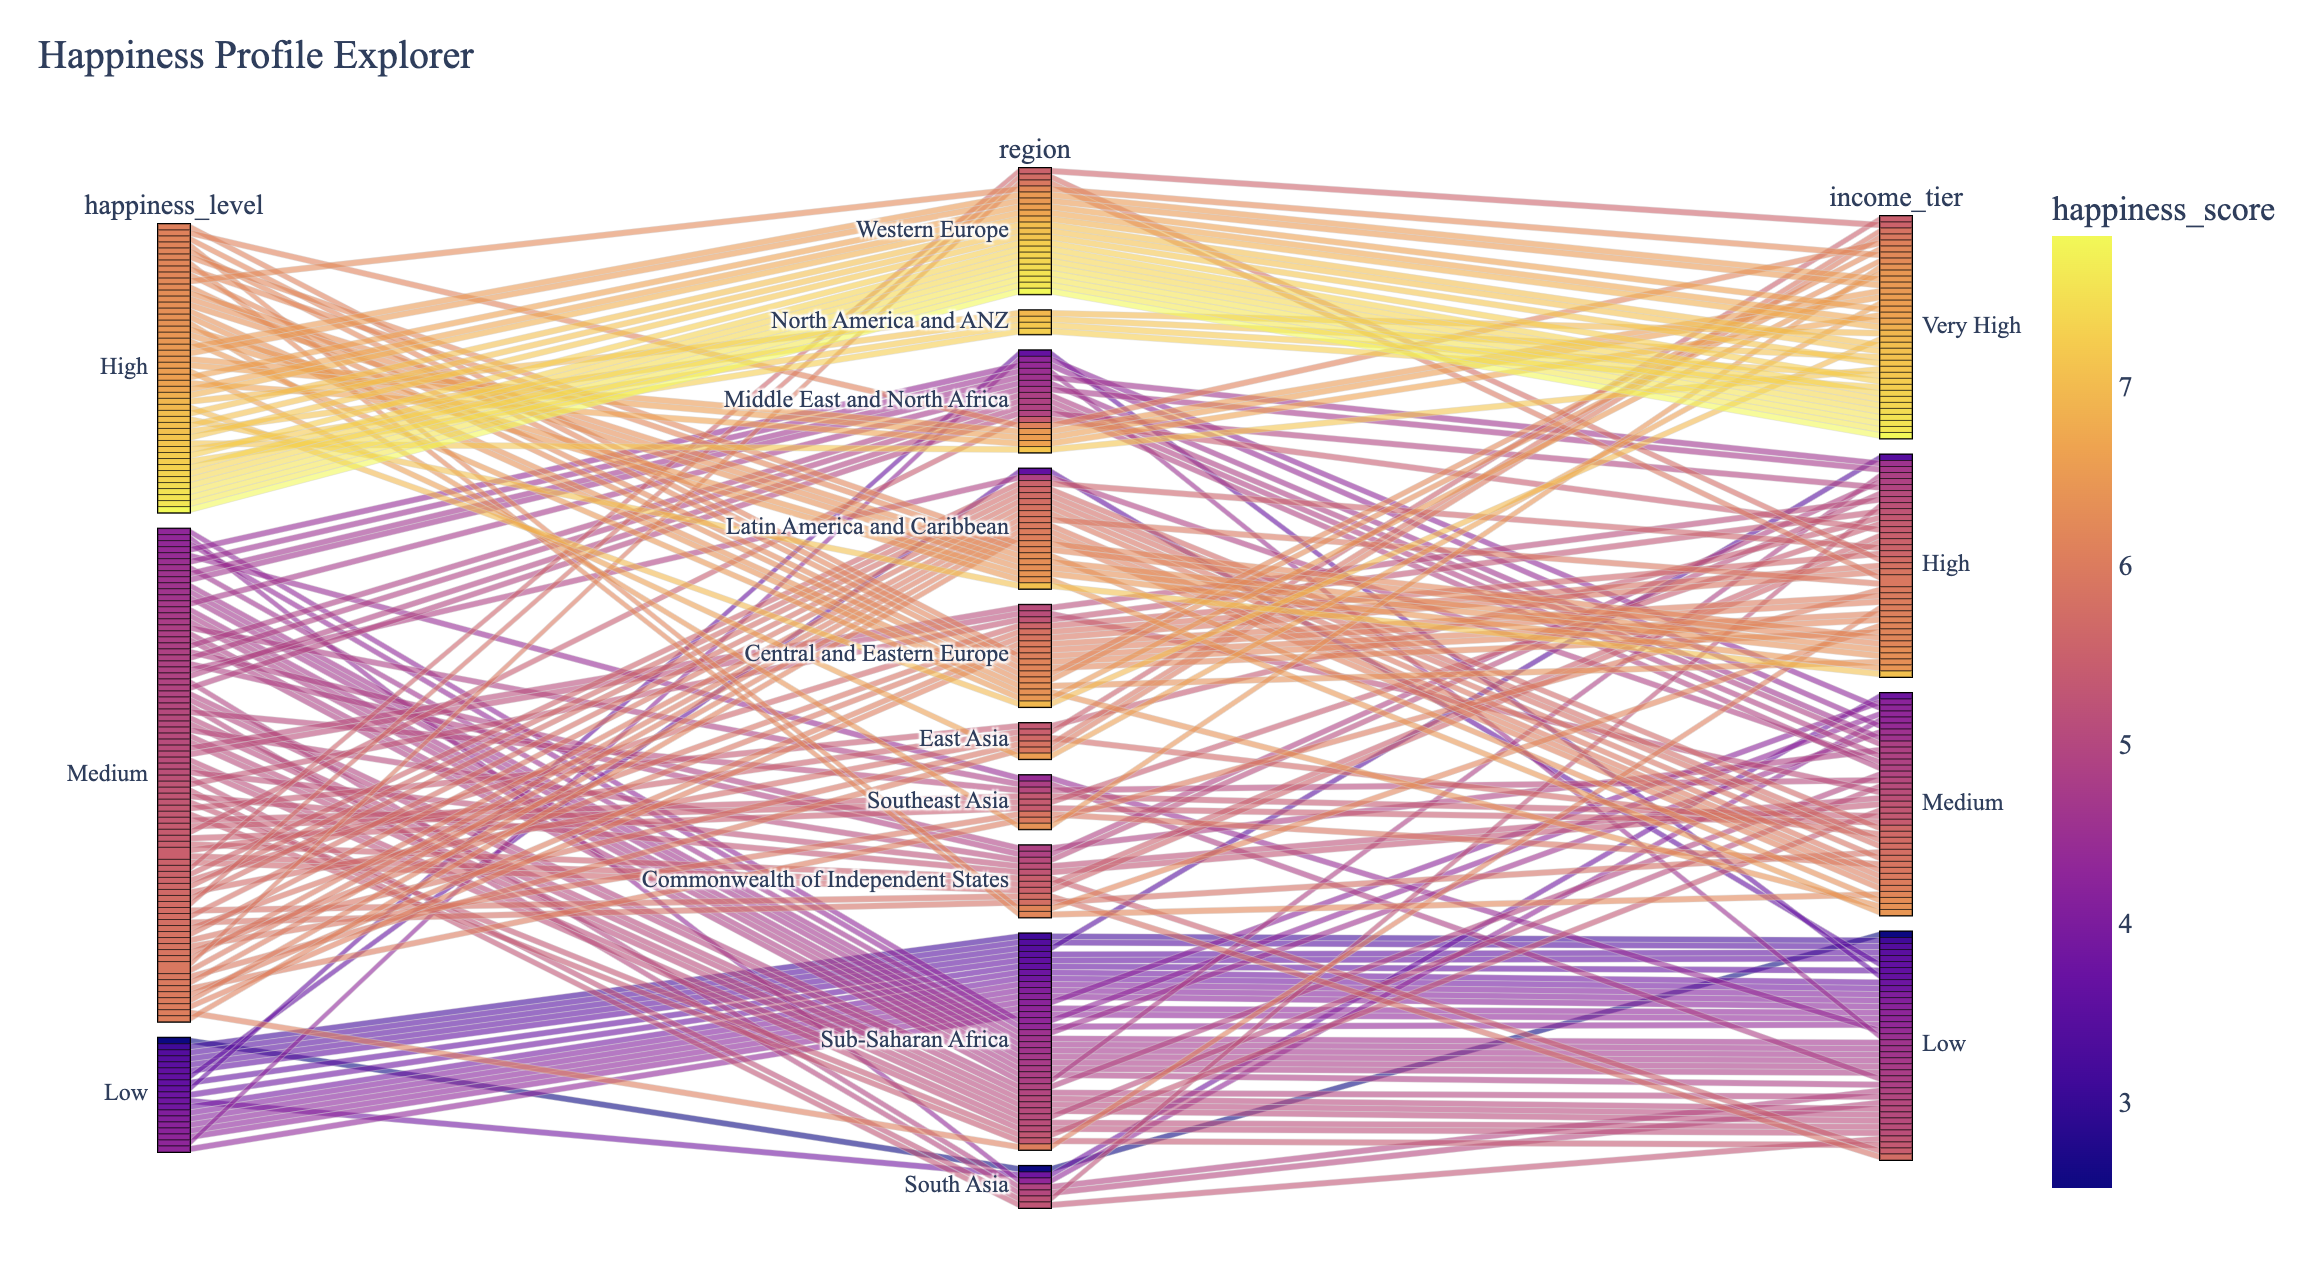 Happiness Profile Explorer
happiness_level
High
Medium
Low
region
Western Europe
North America and ANZ
Middle East and North Africa
Latin America and Caribbean
Central and Eastern Europe
East Asia
Southeast Asia
Commonwealth of Independent States
Sub-Saharan Africa
South Asia
income_tier
Very High
High
Medium
Low
happiness_score
7
6
5
4
3